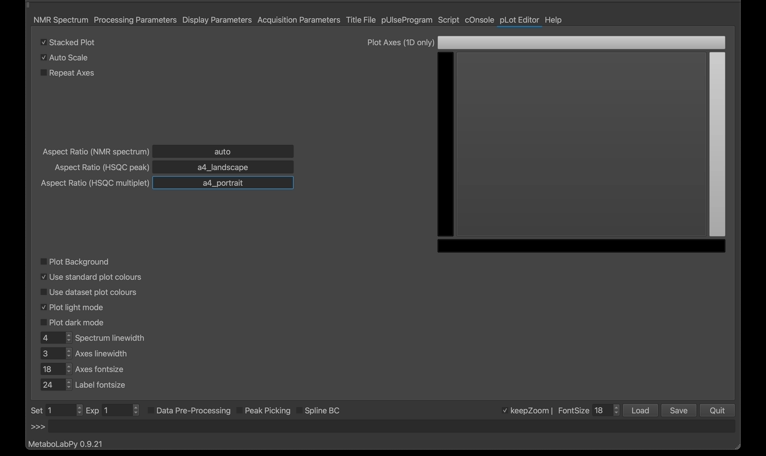 NMR Spectrum Processing Parameters Display Parameters Acquisition Parameters Title File pUlseProgram Script cOnsole pLot Editor Help
Stacked Plot Plot Axes (1D only)
Auto Scale
Repeat Axes
Aspect Ratio (NMR spectrum) auto
Aspect Ratio (HSQC peak) a4_landscape
Aspect Ratio (HSQC multiplet) a4_portrait
Plot Background
Use standard plot colours
Use dataset plot colours
Plot light mode
Plot dark mode
4 Spectrum linewidth
3 Axes linewidth
18 Axes fontsize
24 Label fontsize
Set 1 Exp 1 Data Pre-Processing Peak Picking Spline BC keepZoom | FontSize 18 Load Save Quit
>>>
MetaboLabPy 0.9.21